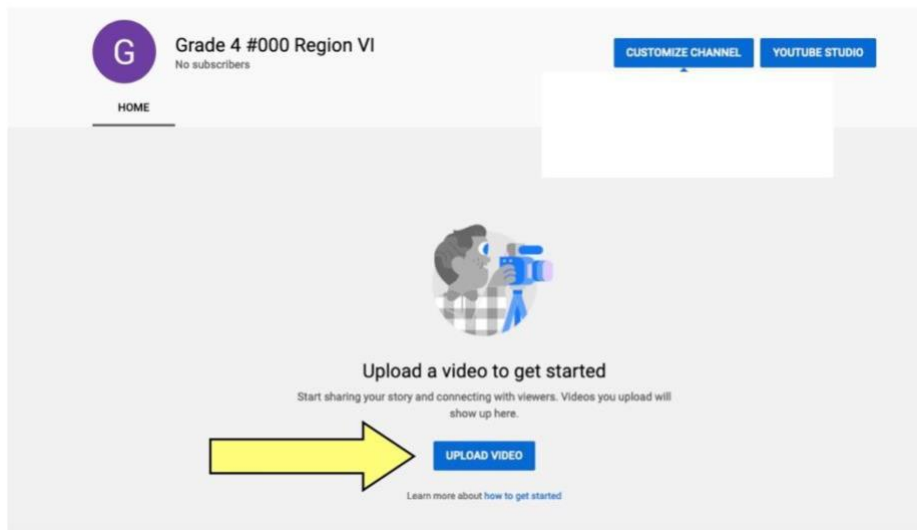 G
Grade 4 #000 Region VI
No subscribers
CUSTOMIZE CHANNEL
YOUTUBE STUDIO
HOME
Upload a video to get started
Start sharing your story and connecting with viewers. Videos you upload will
show up here.
UPLOAD VIDEO
Learn more about how to get started